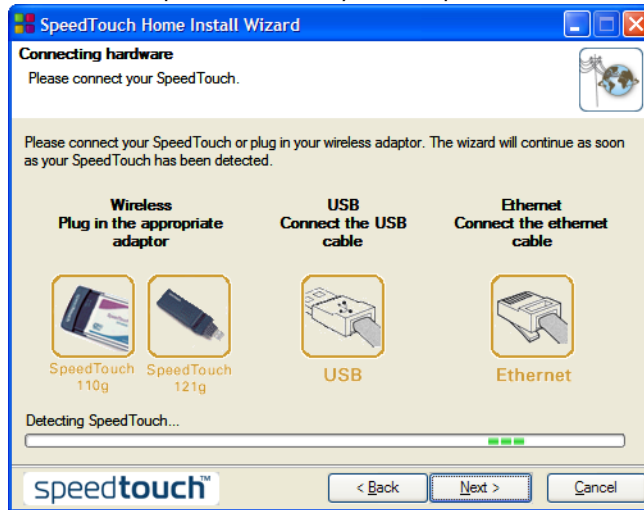 SpeedTouch Home Install Wizard
Connecting hardware
Please connect your SpeedTouch.
Please connect your SpeedTouch or plug in your wireless adaptor. The wizard will continue as soon
as your SpeedTouch has been detected.
Wireless
Plug in the appropriate
adaptor
USB
Connect the USB
cable
Ethernet
Connect the ethernet
cable
SpeedTouch
110g
SpeedTouch
121g
USB
Ethernet
Detecting SpeedTouch...
speedtouch™
< Back
Next >
Cancel